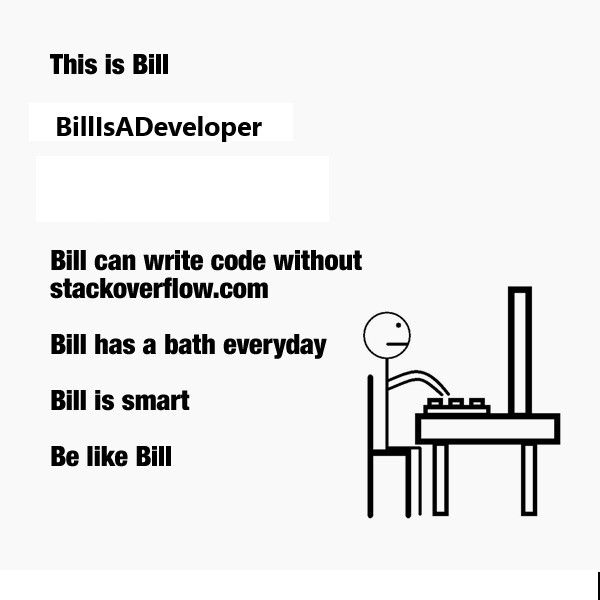 This is Bill
BillIsADeveloper
Bill can write code without
stackoverflow.com
Bill has a bath everyday
Bill is smart
Be like Bill